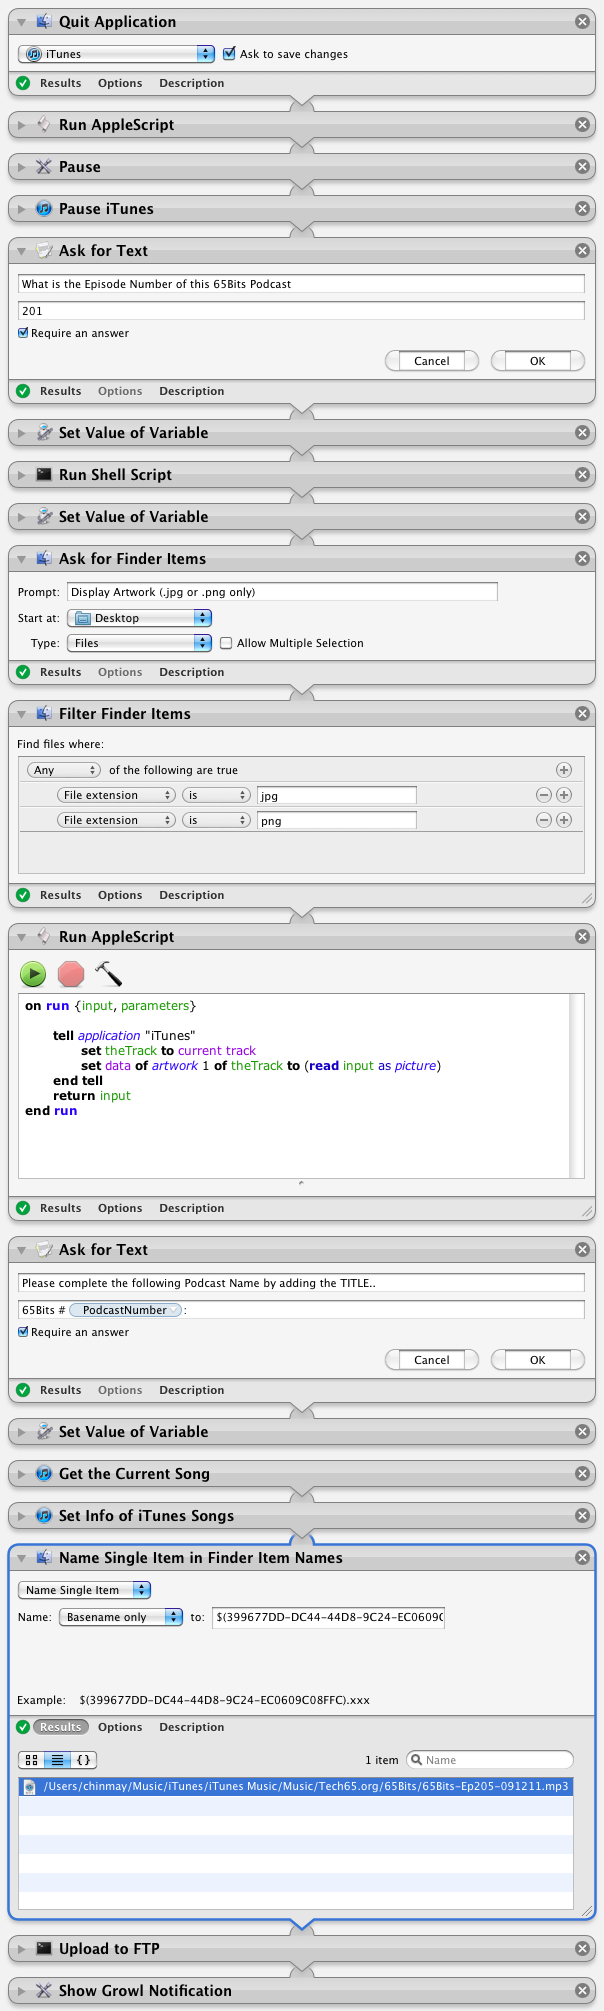 Quit Application
iTunes Ask to save changes
Results Options Description
Run AppleScript
Pause
Pause iTunes
Ask for Text
What is the Episode Number of this 65Bits Podcast
201
Require an answer
Cancel OK
Results Options Description
Set Value of Variable
Run Shell Script
Set Value of Variable
Ask for Finder Items
Prompt: Display Artwork (.jpg or .png only)
Start at: Desktop
Type: Files Allow Multiple Selection
Results Options Description
Filter Finder Items
Find files where:
Any of the following are true
File extension is jpg
File extension is png
Results Options Description
Run AppleScript
on run {input, parameters}
tell application "iTunes"
set theTrack to current track
set data of artwork 1 of theTrack to (read input as picture)
end tell
return input
end run
Results Options Description
Ask for Text
Please complete the following Podcast Name by adding the TITLE..
65Bits # PodcastNumber :
Require an answer
Cancel OK
Results Options Description
Set Value of Variable
Get the Current Song
Set Info of iTunes Songs
Name Single Item in Finder Item Names
Name Single Item
Name: Basename only to: $(399677DD-DC44-44D8-9C24-EC0609C
Example: $(399677DD-DC44-44D8-9C24-EC0609C08FFC).xxx
Results Options Description
1 item Name
/Users/chinmay/Music/iTunes/iTunes Music/Music/Tech65.org/65Bits/65Bits-Ep205-091211.mp3
Upload to FTP
Show Growl Notification